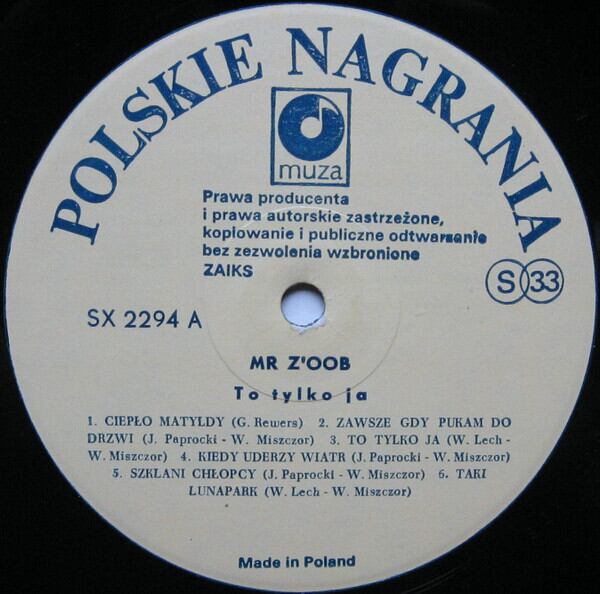 POLSKIE NAGRANIA
muza
Prawa producenta
i prawa autorskie zastrzeżone,
kopiowanie i publiczne odtwarzanie
bez zezwolenia wzbronione
ZAIKS
S 33
SX 2294 A
MR Z'OOB
To tylko ja
1. CIEPŁO MATYLDY (G. Rewers) 2. ZAWSZE GDY PUKAM DO
DRZWI (J. Paprocki - W. Miszczor) 3. TO TYLKO JA (W. Lech -
W. Miszczor) 4. KIEDY UDERZY WIATR (J. Paprocki - W. Miszczor)
5. SZKLANI CHŁOPCY (J. Paprocki - W. Miszczor) 6. TAKI
LUNAPARK (W. Lech - W. Miszczor)
Made in Poland